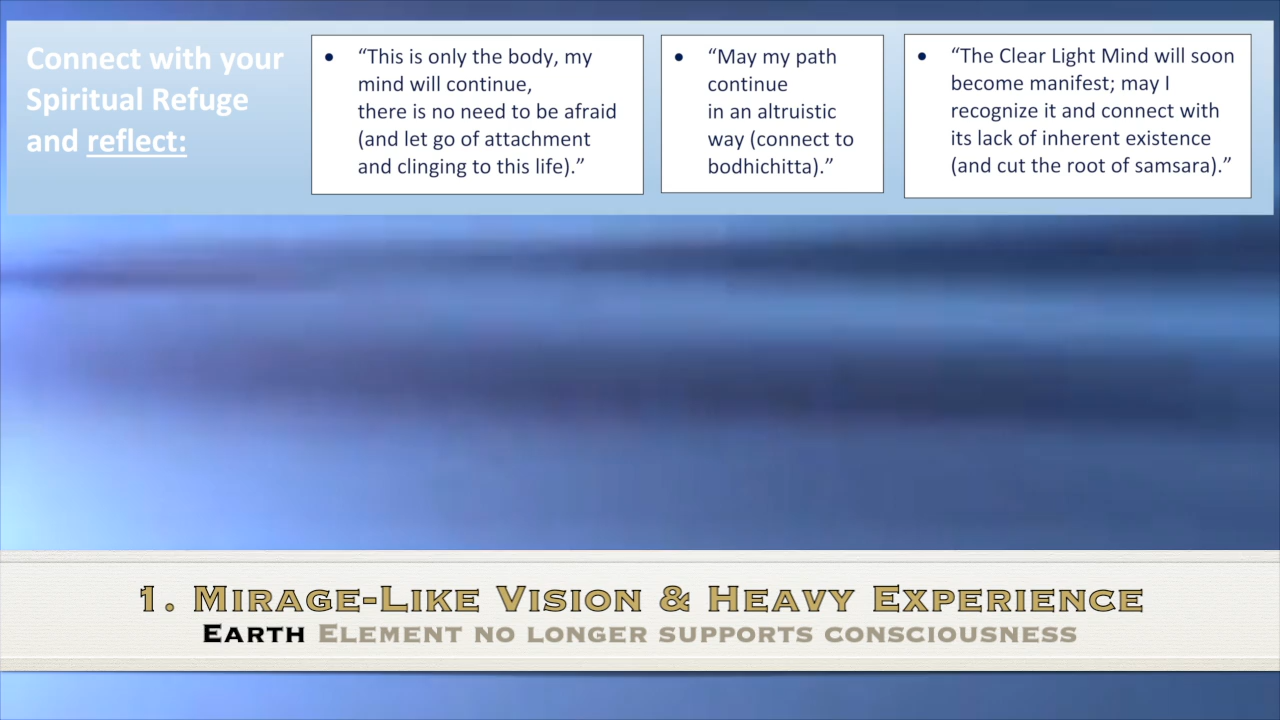 Connect with your
Spiritual Refuge
and reflect:
• “This is only the body, my
mind will continue,
there is no need to be afraid
(and let go of attachment
and clinging to this life).”
• “May my path
continue
in an altruistic
way (connect to
bodhichitta).”
• “The Clear Light Mind will soon
become manifest; may I
recognize it and connect with
its lack of inherent existence
(and cut the root of samsara).”
1. Mirage-Like Vision & Heavy Experience
Earth Element no longer supports consciousness